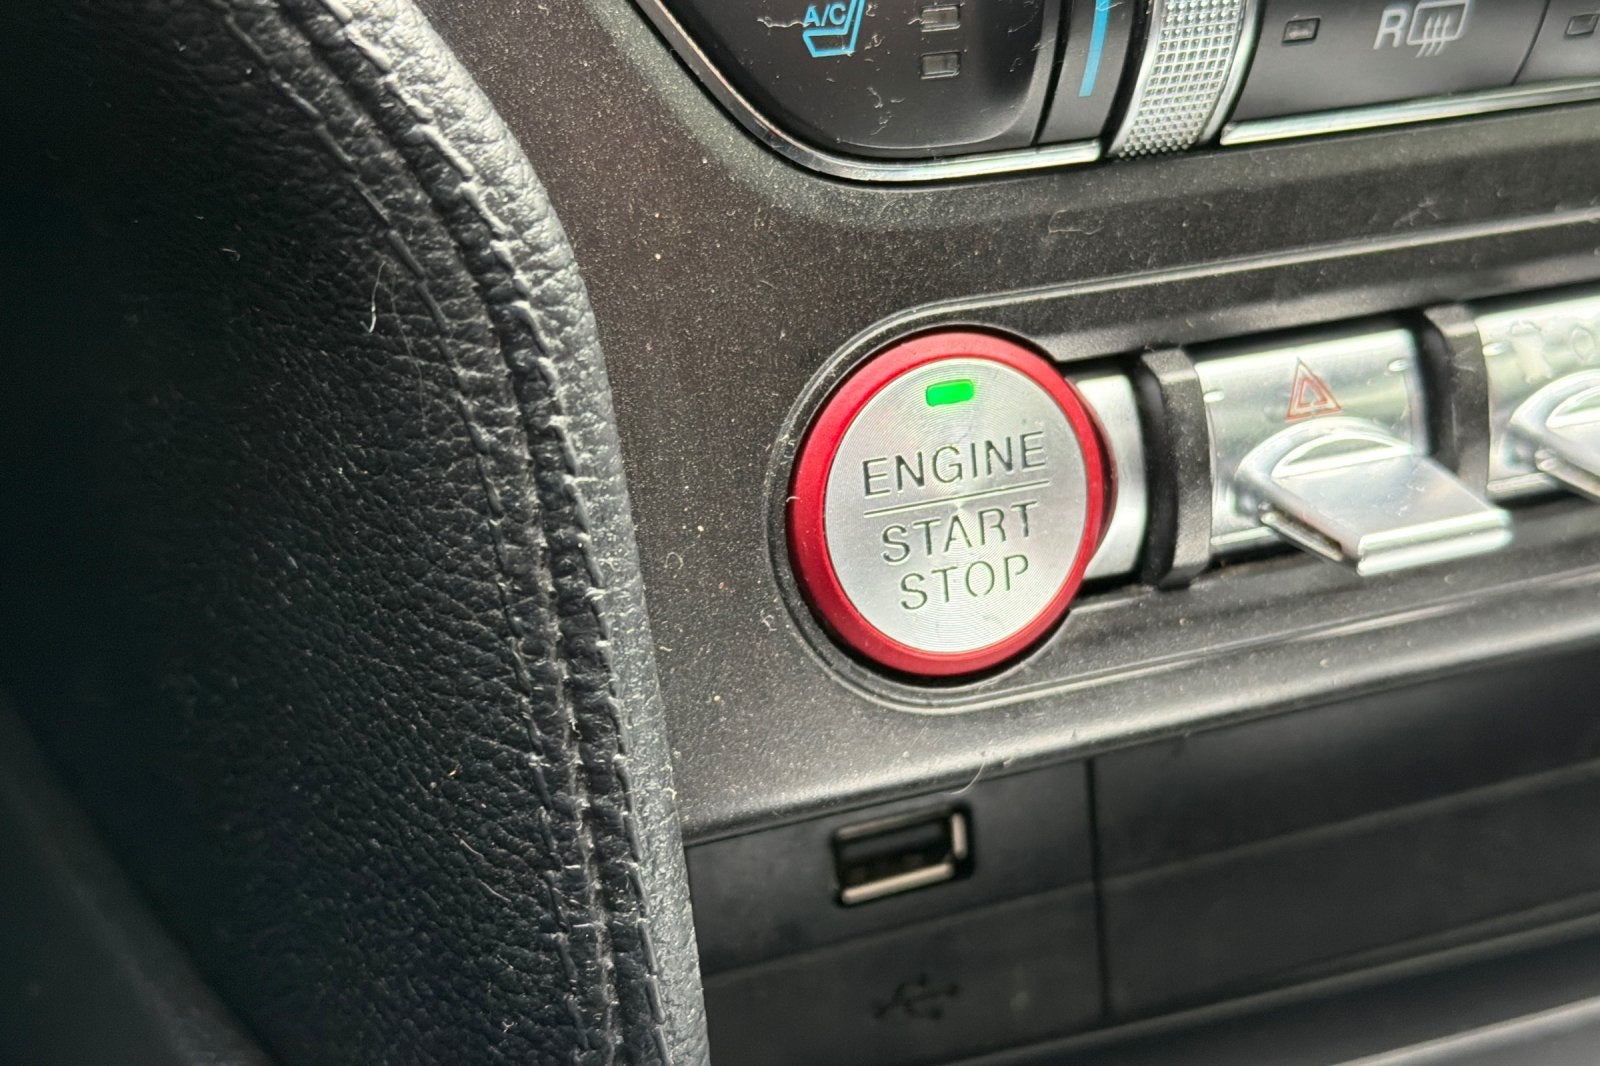 A/C
R
ENGINE
START
STOP